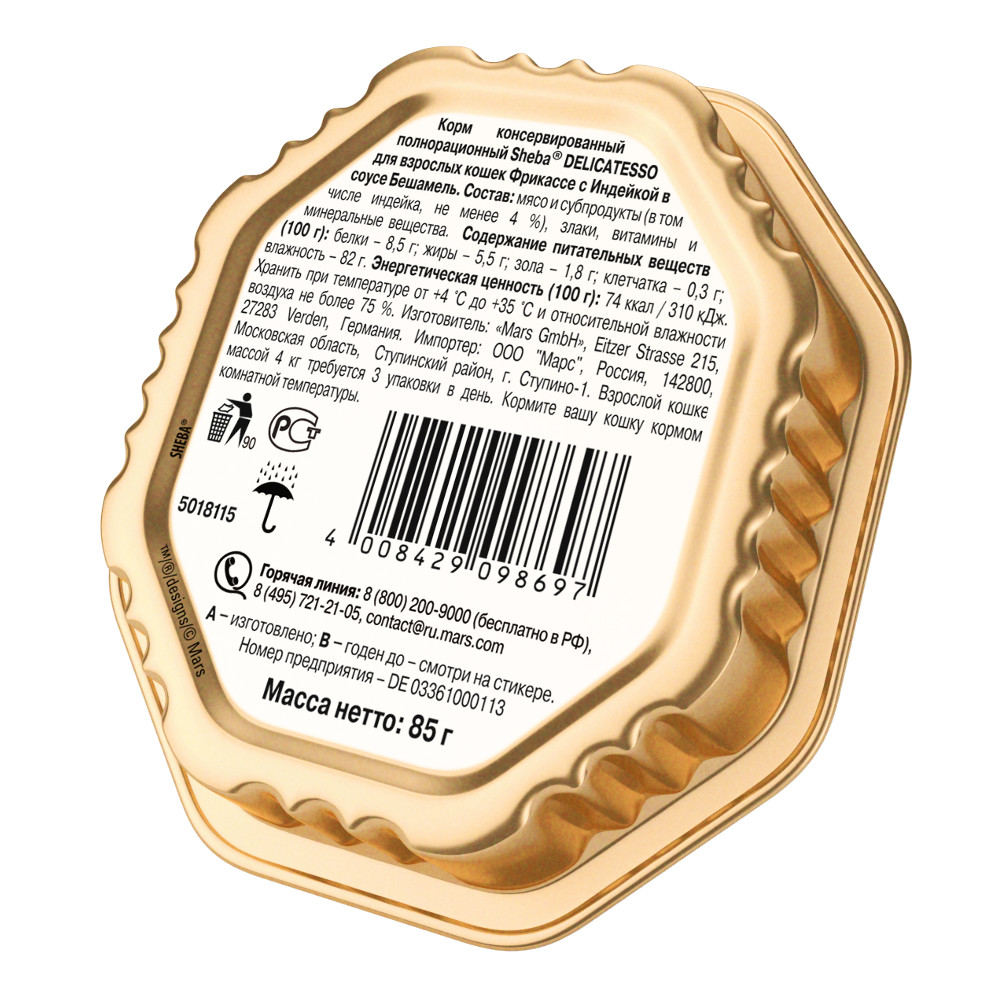 Корм консервированный
полнорационный Sheba® DELICATESSO
для взрослых кошек Фрикассе с Индейкой в
соусе Бешамель. Состав: мясо и субпродукты (в том
числе индейка, не менее 4 %), злаки, витамины и
минеральные вещества. Содержание питательных веществ
(100 г): белки – 8,5 г; жиры – 5,5 г; зола – 1,8 г; клетчатка – 0,3 г;
влажность – 82 г. Энергетическая ценность (100 г): 74 ккал / 310 кДж.
Хранить при температуре от +4 °С до +35 °С и относительной влажности
воздуха не более 75 %. Изготовитель: «Mars GmbH», Eitzer Strasse 215,
27283 Verden, Германия. Импортер: ООО "Марс", Россия, 142800,
Московская область, Ступинский район, г. Ступино-1. Взрослой кошке
массой 4 кг требуется 3 упаковки в день. Кормите вашу кошку кормом
комнатной температуры.
90
РСТ
SHEBA®
5018115
4 008429 098697
™/®/designs/© Mars
Горячая линия: 8 (800) 200-9000 (бесплатно в РФ),
8 (495) 721-21-05, contact@ru.mars.com
A – изготовлено; B – годен до – смотри на стикере.
Номер предприятия – DE 03361000113
Масса нетто: 85 г